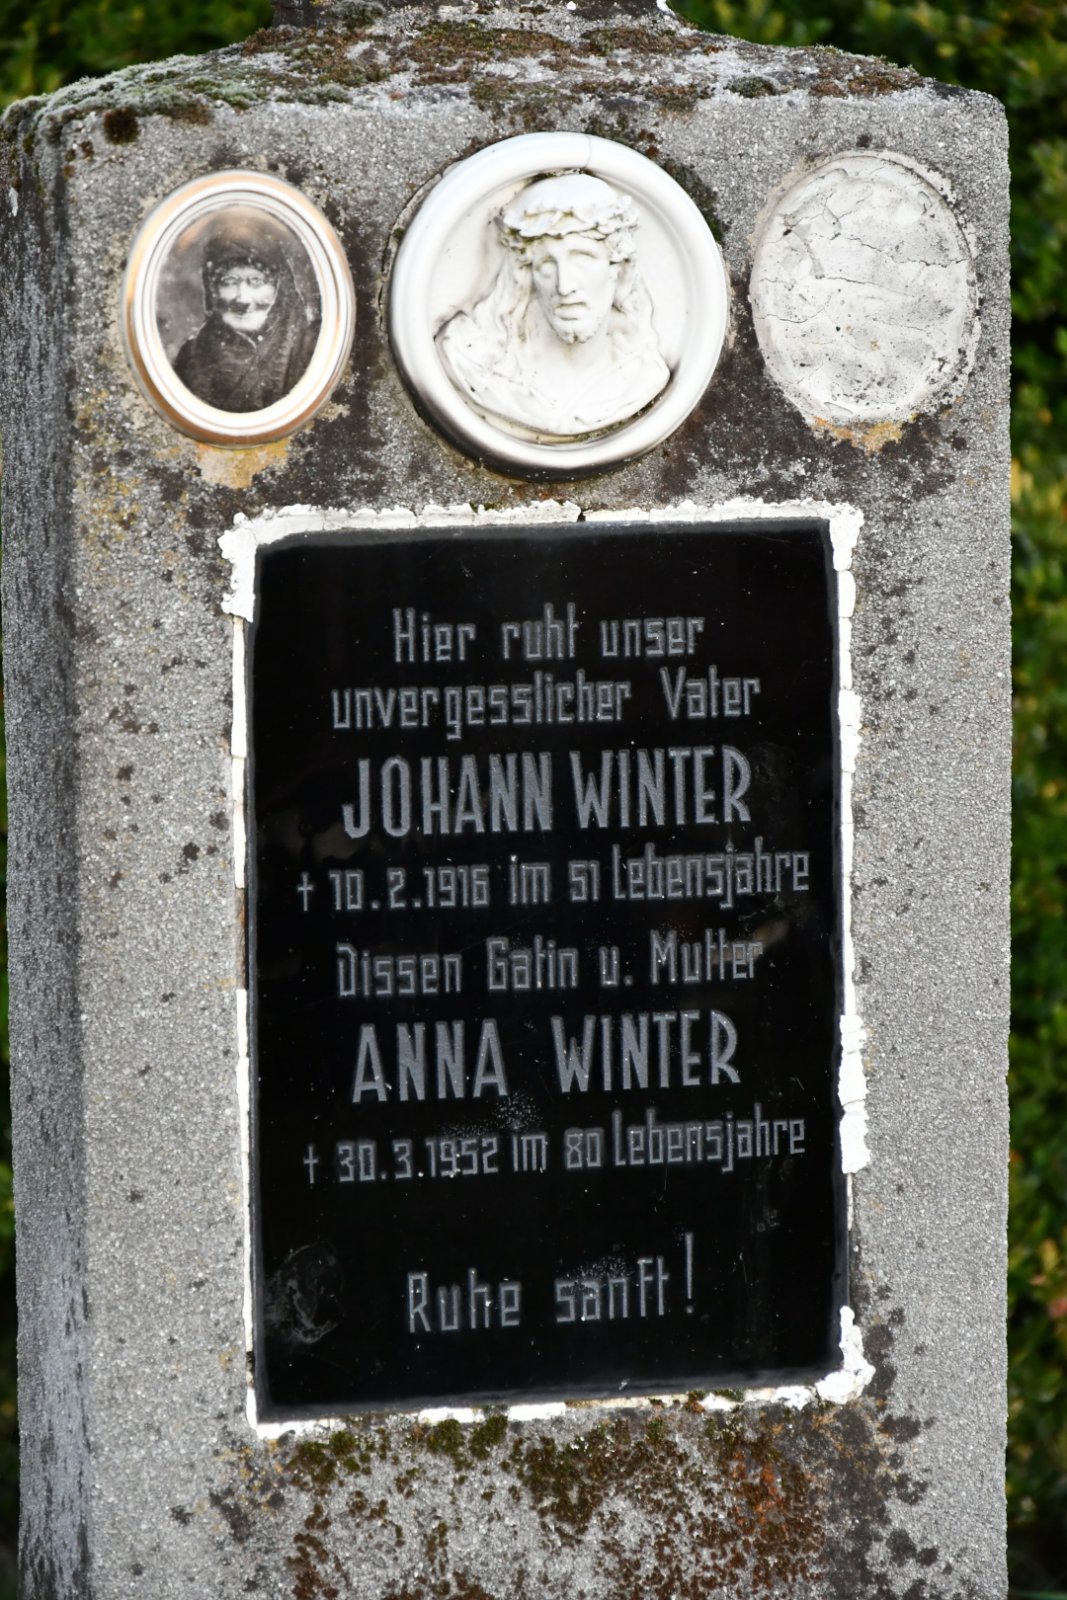 Hier ruht unser
unvergesslicher Vater
JOHANN WINTER
† 10.2.1916 im 51 Lebensjahre
Dissen Gatin u. Mutter
ANNA WINTER
† 30.3.1952 im 80 Lebensjahre
Ruhe sanft!